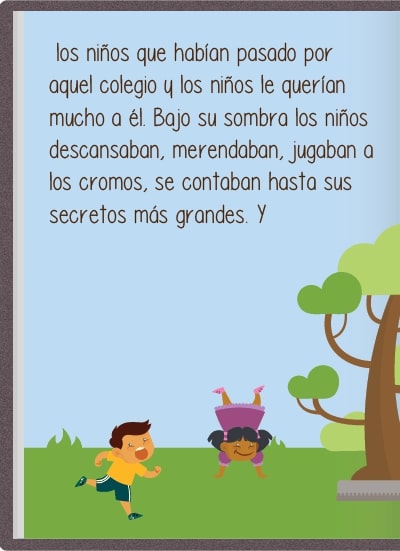 los niños que habían pasado por
aquel colegio y los niños le querían
mucho a él. Bajo su sombra los niños
descansaban, merendaban, jugaban a
los cromos, se contaban hasta sus
secretos más grandes. Y